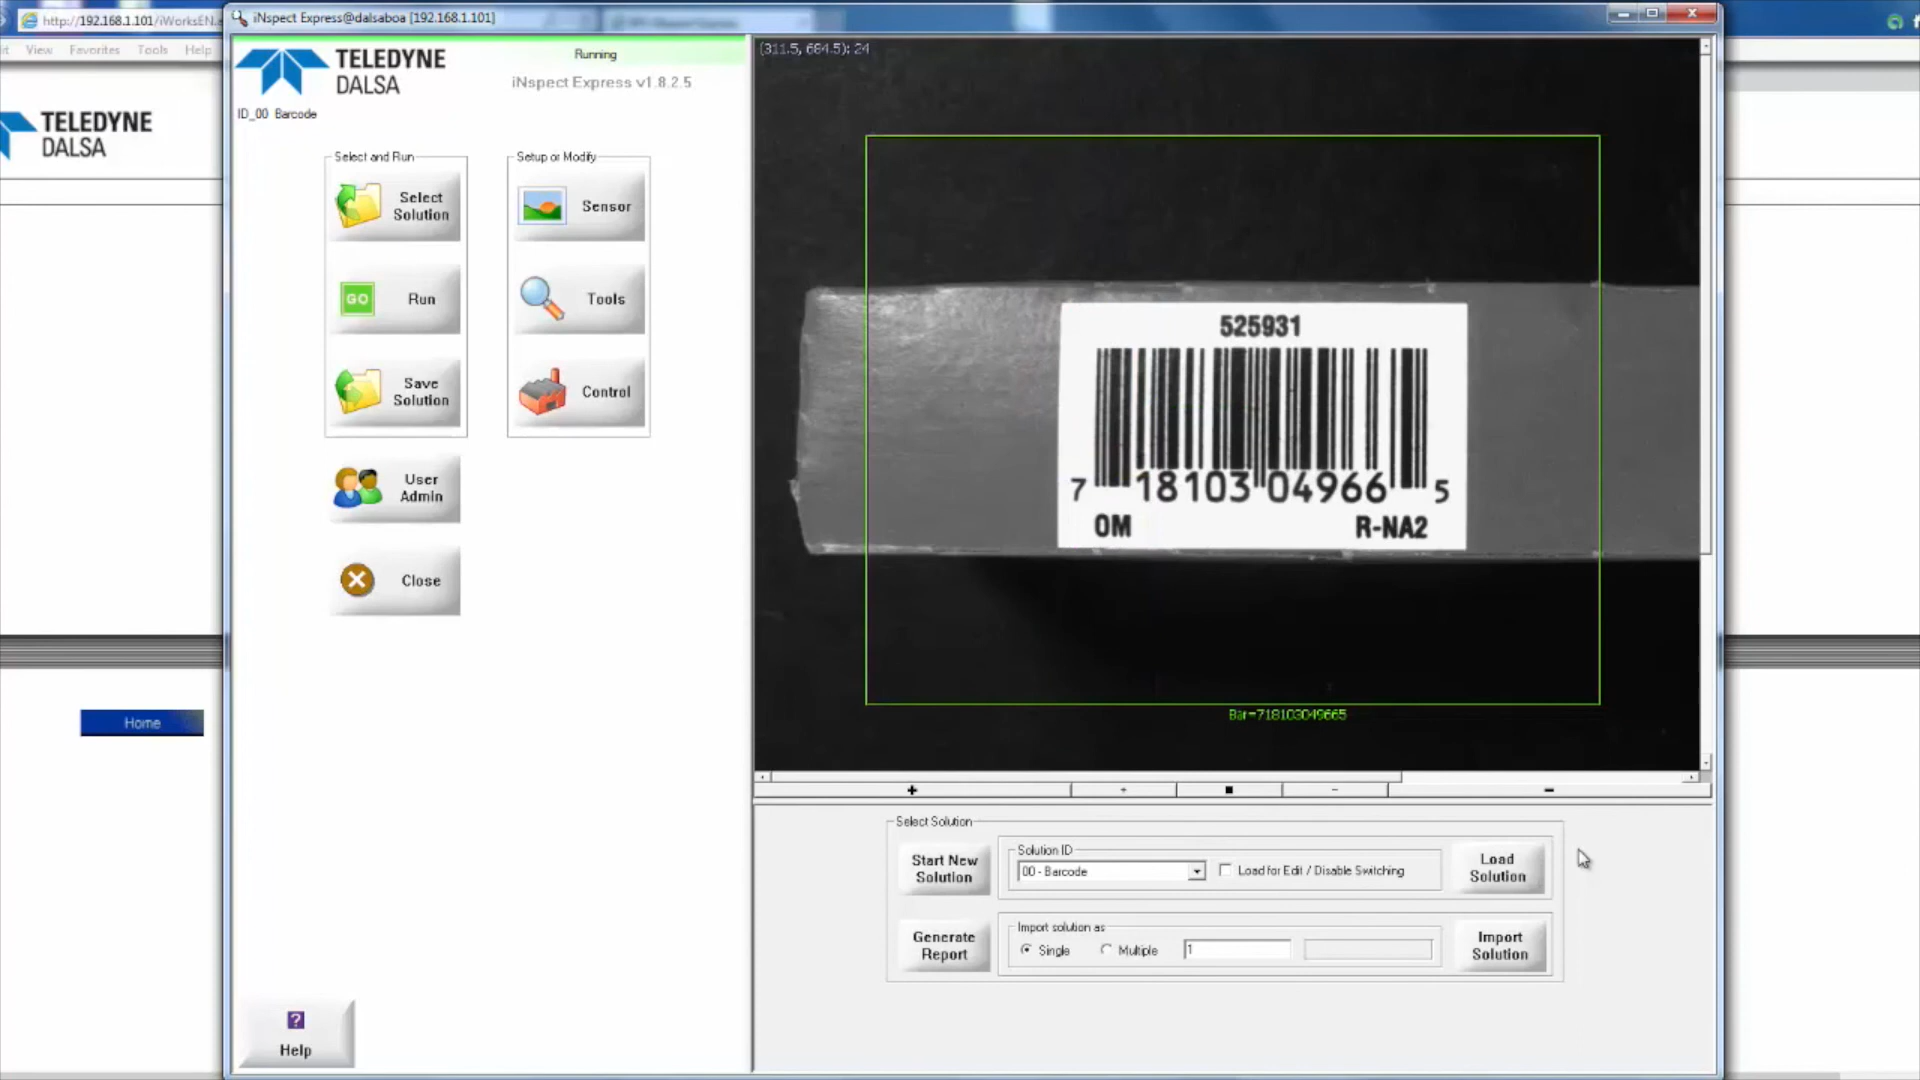 iNspect Express@dalsaboa [192.168.1.101]
http://192.168.1.101/iWorksEN.
View Favorites Tools Help
TELEDYNE
DALSA
Home
TELEDYNE
DALSA
Running
iNspect Express v1.8.2.5
ID_00 Barcode
Select and Run
Select
Solution
GO Run
Save
Solution
User
Admin
Close
Setup or Modify
Sensor
Tools
Control
? Help
(311.5, 684.5): 24
525931
7 18103 04966 5
OM R-NA2
Bar=718103049665
Select Solution
Start New
Solution
Solution ID
00 - Barcode
Load for Edit / Disable Switching
Load
Solution
Generate
Report
Import solution as
Single Multiple 1
Import
Solution